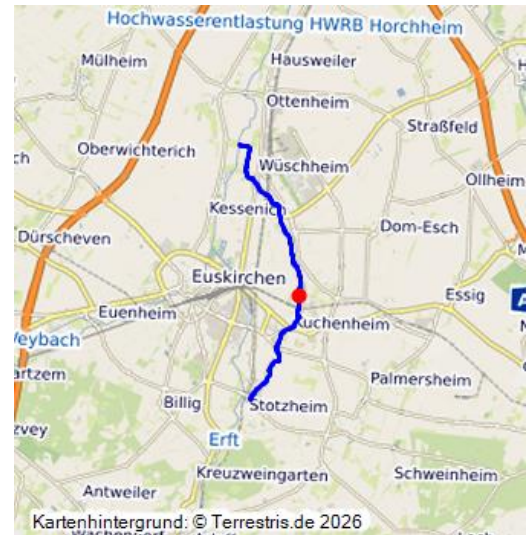 Hochwasserentlastung HWRB Horchheim
Mülheim
Hausweiler
Ottenheim
Straßfeld
Oberwichterich
Wüschheim
Ollheim
Kessenich
Dom-Esch
Dürscheven
Euskirchen
Essig
Euenheim
Kuchenheim
Veybach
Palmersheim
Billig
Stotzheim
Erft
Kreuzweingarten
Schweinheim
Antweiler
Kartenhintergrund: © Terrestris.de 2026